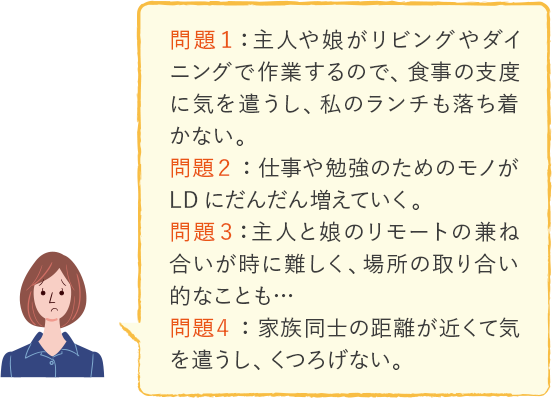 問題1：主人や娘がリビングやダイ
ニングで作業するので、食事の支度
に気を遣うし、私のランチも落ち着
かない。
問題2：仕事や勉強のためのモノが
LDにだんだん増えていく。
問題3：主人と娘のリモートの兼ね
合いが時に難しく、場所の取り合い
的なことも…
問題4：家族同士の距離が近くて気
を遣うし、くつろげない。